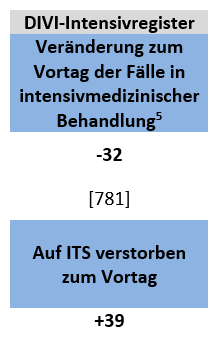 DIVI-Intensivregister
Veränderung zum
Vortag der Fälle in
intensivmedizinischer
Behandlung⁵
-32
[781]
Auf ITS verstorben
zum Vortag
+39